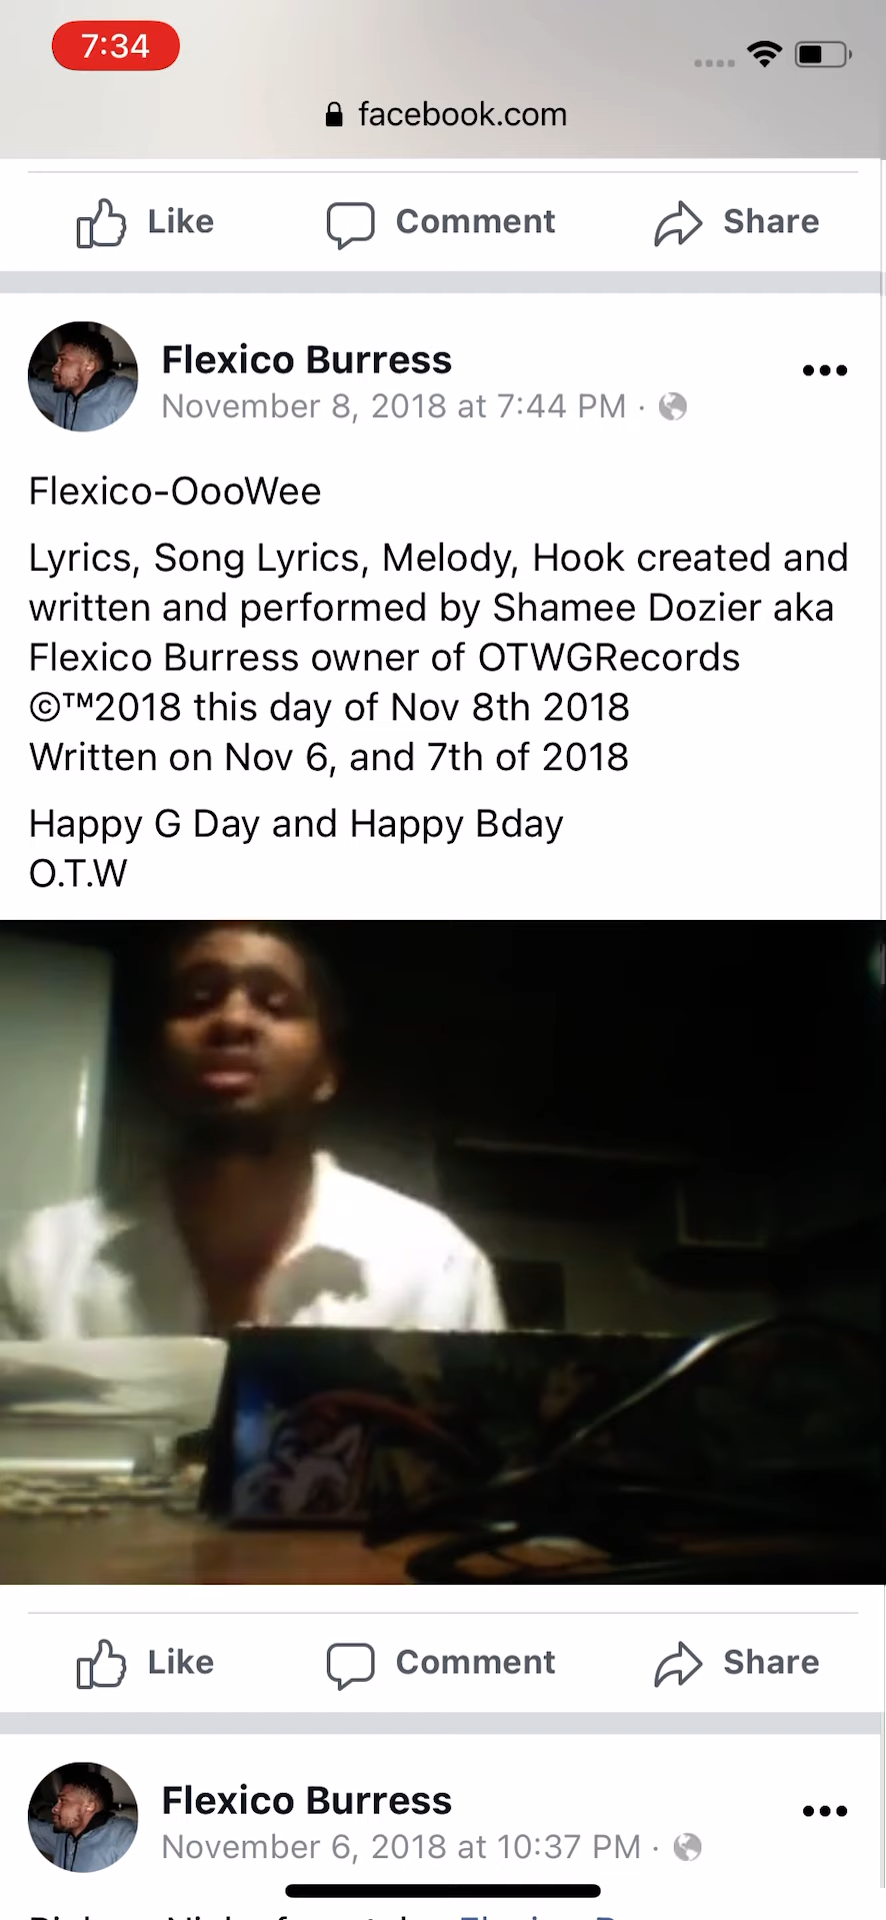 7:34
facebook.com
Like Comment Share
Flexico Burress
November 8, 2018 at 7:44 PM ·
Flexico-OooWee
Lyrics, Song Lyrics, Melody, Hook created and
written and performed by Shamee Dozier aka
Flexico Burress owner of OTWGRecords
©™2018 this day of Nov 8th 2018
Written on Nov 6, and 7th of 2018
Happy G Day and Happy Bday
O.T.W
Like Comment Share
Flexico Burress
November 6, 2018 at 10:37 PM ·